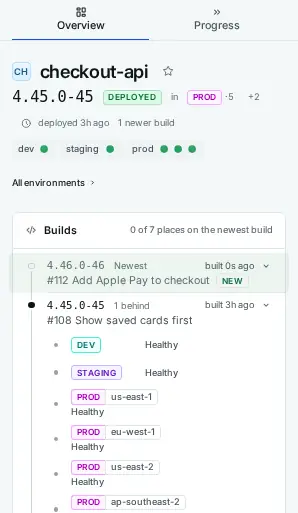 Overview
Progress
CH checkout-api
4.45.0-45 DEPLOYED in PROD ·5 +2
deployed 3h ago 1 newer build
dev staging prod
All environments
Builds 0 of 7 places on the newest build
4.46.0-46 Newest built 0s ago
#112 Add Apple Pay to checkout NEW
4.45.0-45 1 behind built 3h ago
#108 Show saved cards first
DEV Healthy
STAGING Healthy
PROD us-east-1
Healthy
PROD eu-west-1
Healthy
PROD us-east-2
Healthy
PROD ap-southeast-2